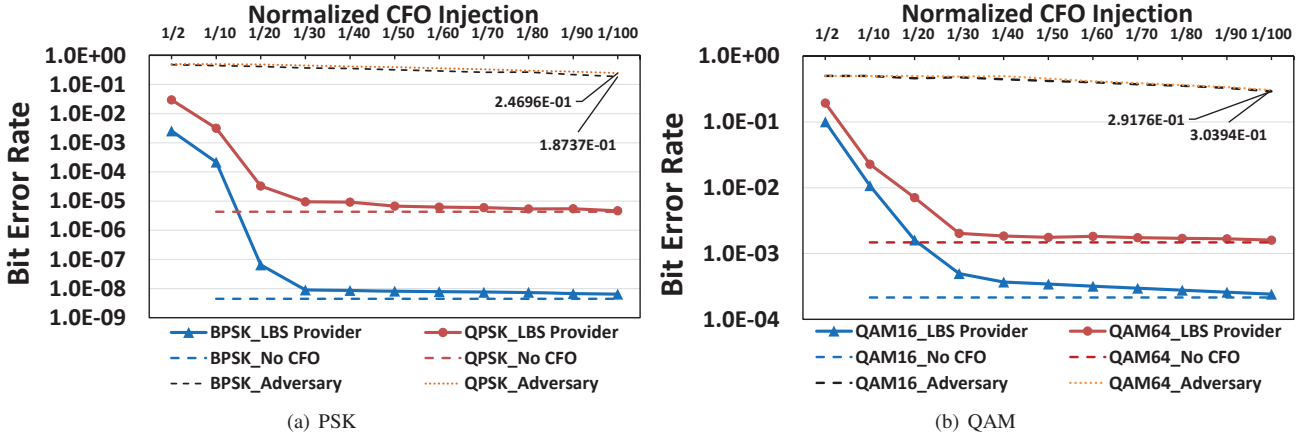 Normalized CFO Injection
1/2 1/10 1/20 1/30 1/40 1/50 1/60 1/70 1/80 1/90 1/100
Bit Error Rate
1.0E+00
1.0E-01
1.0E-02
1.0E-03
1.0E-04
1.0E-05
1.0E-06
1.0E-07
1.0E-08
1.0E-09
2.4696E-01
1.8737E-01
BPSK_LBS Provider QPSK_LBS Provider
BPSK_No CFO QPSK_No CFO
BPSK_Adversary QPSK_Adversary
(a) PSK
Normalized CFO Injection
1/2 1/10 1/20 1/30 1/40 1/50 1/60 1/70 1/80 1/90 1/100
Bit Error Rate
1.0E+00
1.0E-01
1.0E-02
1.0E-03
1.0E-04
2.9176E-01
3.0394E-01
QAM16_LBS Provider QAM64_LBS Provider
QAM16_No CFO QAM64_No CFO
QAM16_Adversary QAM64_Adversary
(b) QAM